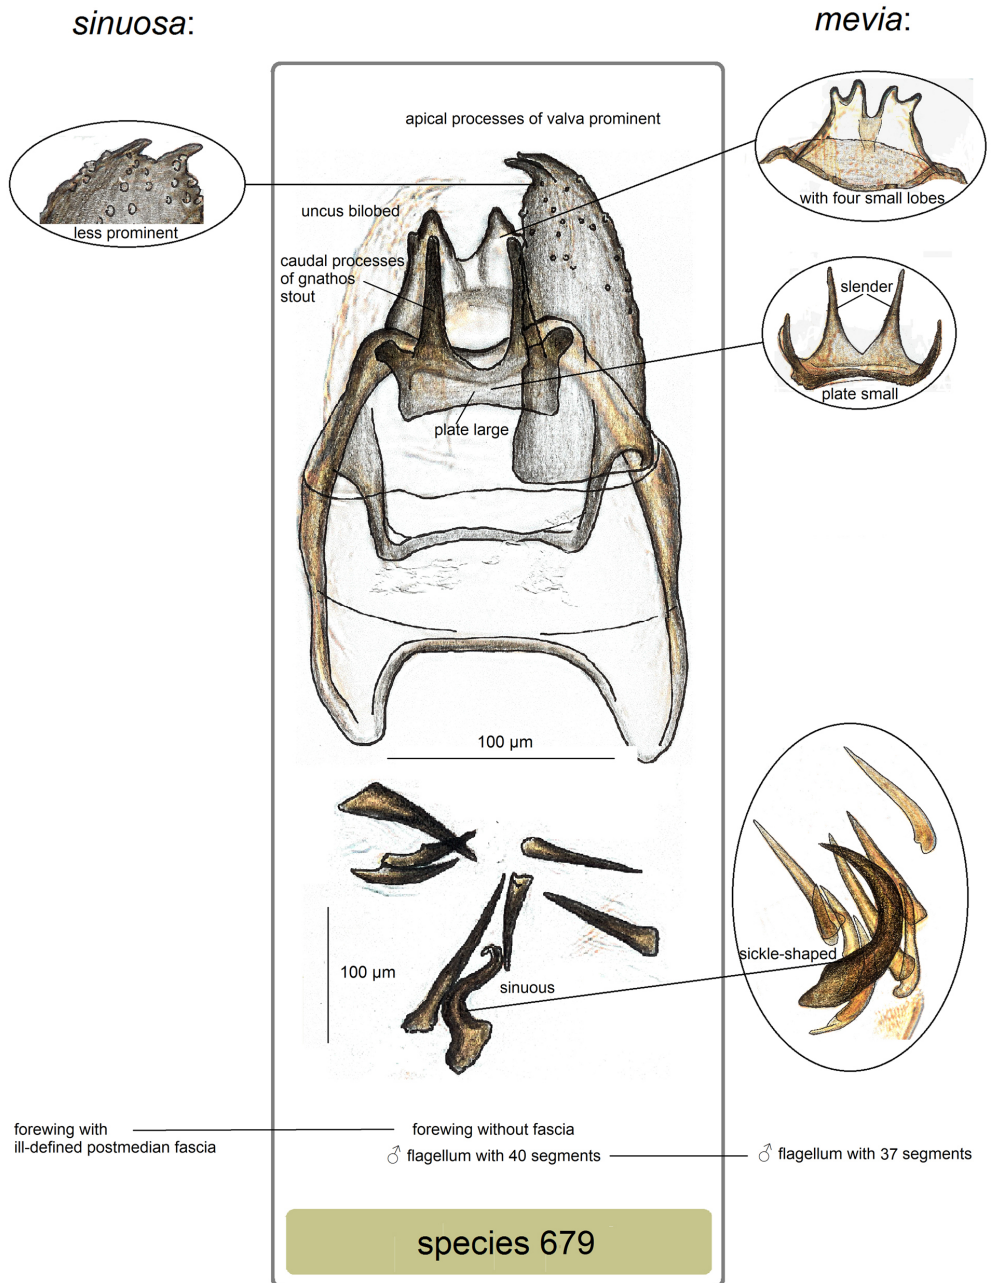 sinuosa:
mevia:
apical processes of valva prominent
with four small lobes
less prominent
uncus bilobed
caudal processes
of gnathos
stout
slender
plate small
plate large
100 µm
100 µm
sinuous
sickle-shaped
forewing with
ill-defined postmedian fascia
forewing without fascia
♂ flagellum with 40 segments
♂ flagellum with 37 segments
species 679